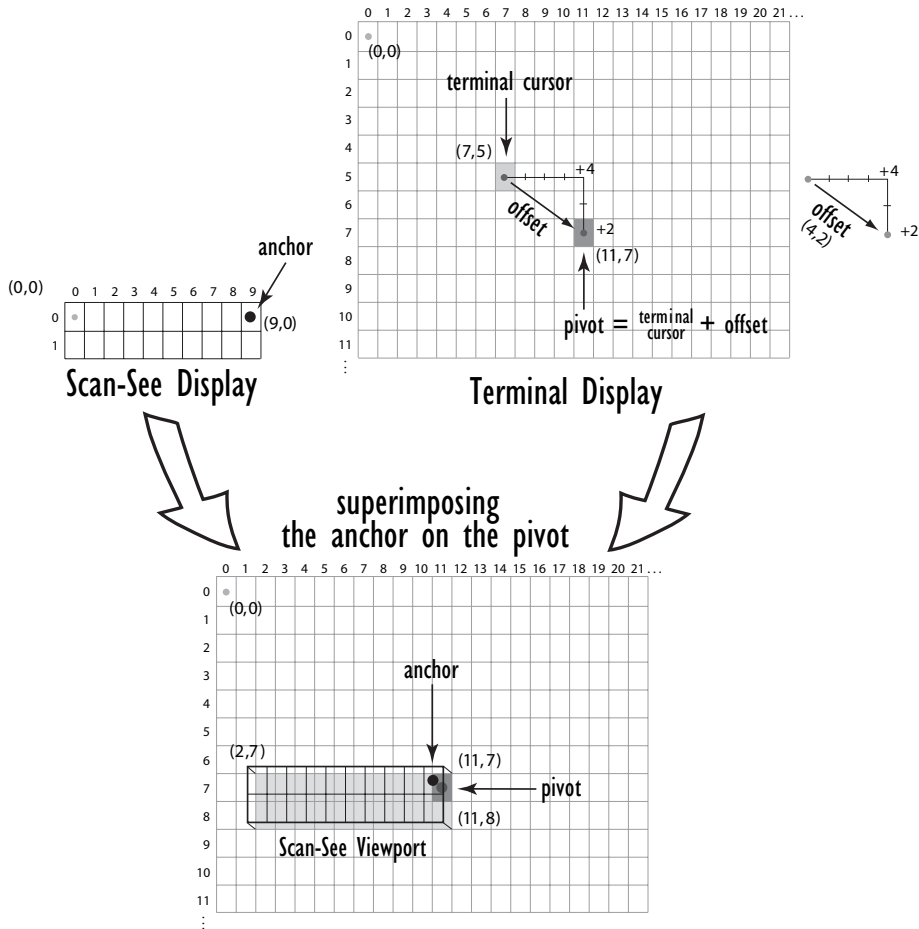 0 1 2 3 4 5 6 7 8 9 10 11 12 13 14 15 16 17 18 19 20 21 ...
0
(0,0)
1
2
terminal cursor
3
4
(7,5)
5
+4
offset
6
7
+2
8
(11,7)
9
10
pivot = terminal cursor + offset
11
⋮
Terminal Display
+4
offset
(4,2)
+2
anchor
(0,0)
0 1 2 3 4 5 6 7 8 9
0
(9,0)
1
Scan-See Display
superimposing
the anchor on the pivot
0 1 2 3 4 5 6 7 8 9 10 11 12 13 14 15 16 17 18 19 20 21 ...
0
(0,0)
1
2
3
anchor
4
5
6
(2,7)
(11,7)
7
pivot
8
(11,8)
Scan-See Viewport
9
10
11
⋮